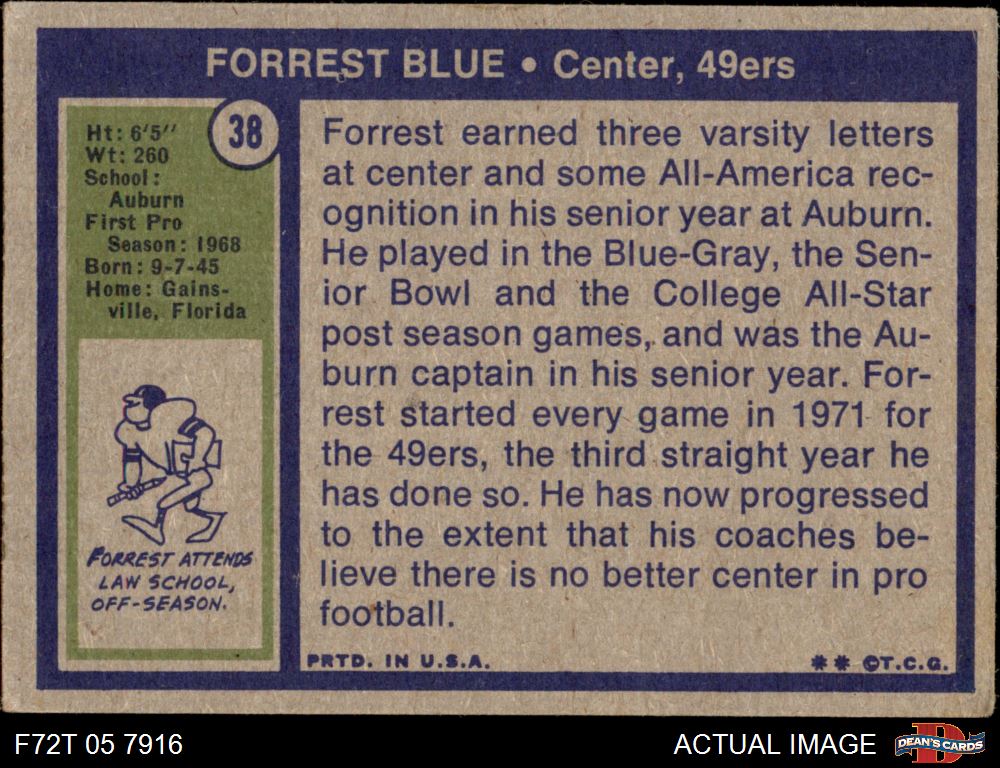 FORREST BLUE • Center, 49ers
38
Ht: 6'5"
Wt: 260
School:
Auburn
First Pro
Season: 1968
Born: 9-7-45
Home: Gains-
ville, Florida
FORREST ATTENDS
LAW SCHOOL,
OFF-SEASON.
Forrest earned three varsity letters
at center and some All-America rec-
ognition in his senior year at Auburn.
He played in the Blue-Gray, the Sen-
ior Bowl and the College All-Star
post season games, and was the Au-
burn captain in his senior year. For-
rest started every game in 1971 for
the 49ers, the third straight year he
has done so. He has now progressed
to the extent that his coaches be-
lieve there is no better center in pro
football.
PRTD. IN U.S.A.
** ©T.C.G.
F72T 05 7916
ACTUAL IMAGE
D
DEAN'S CARDS